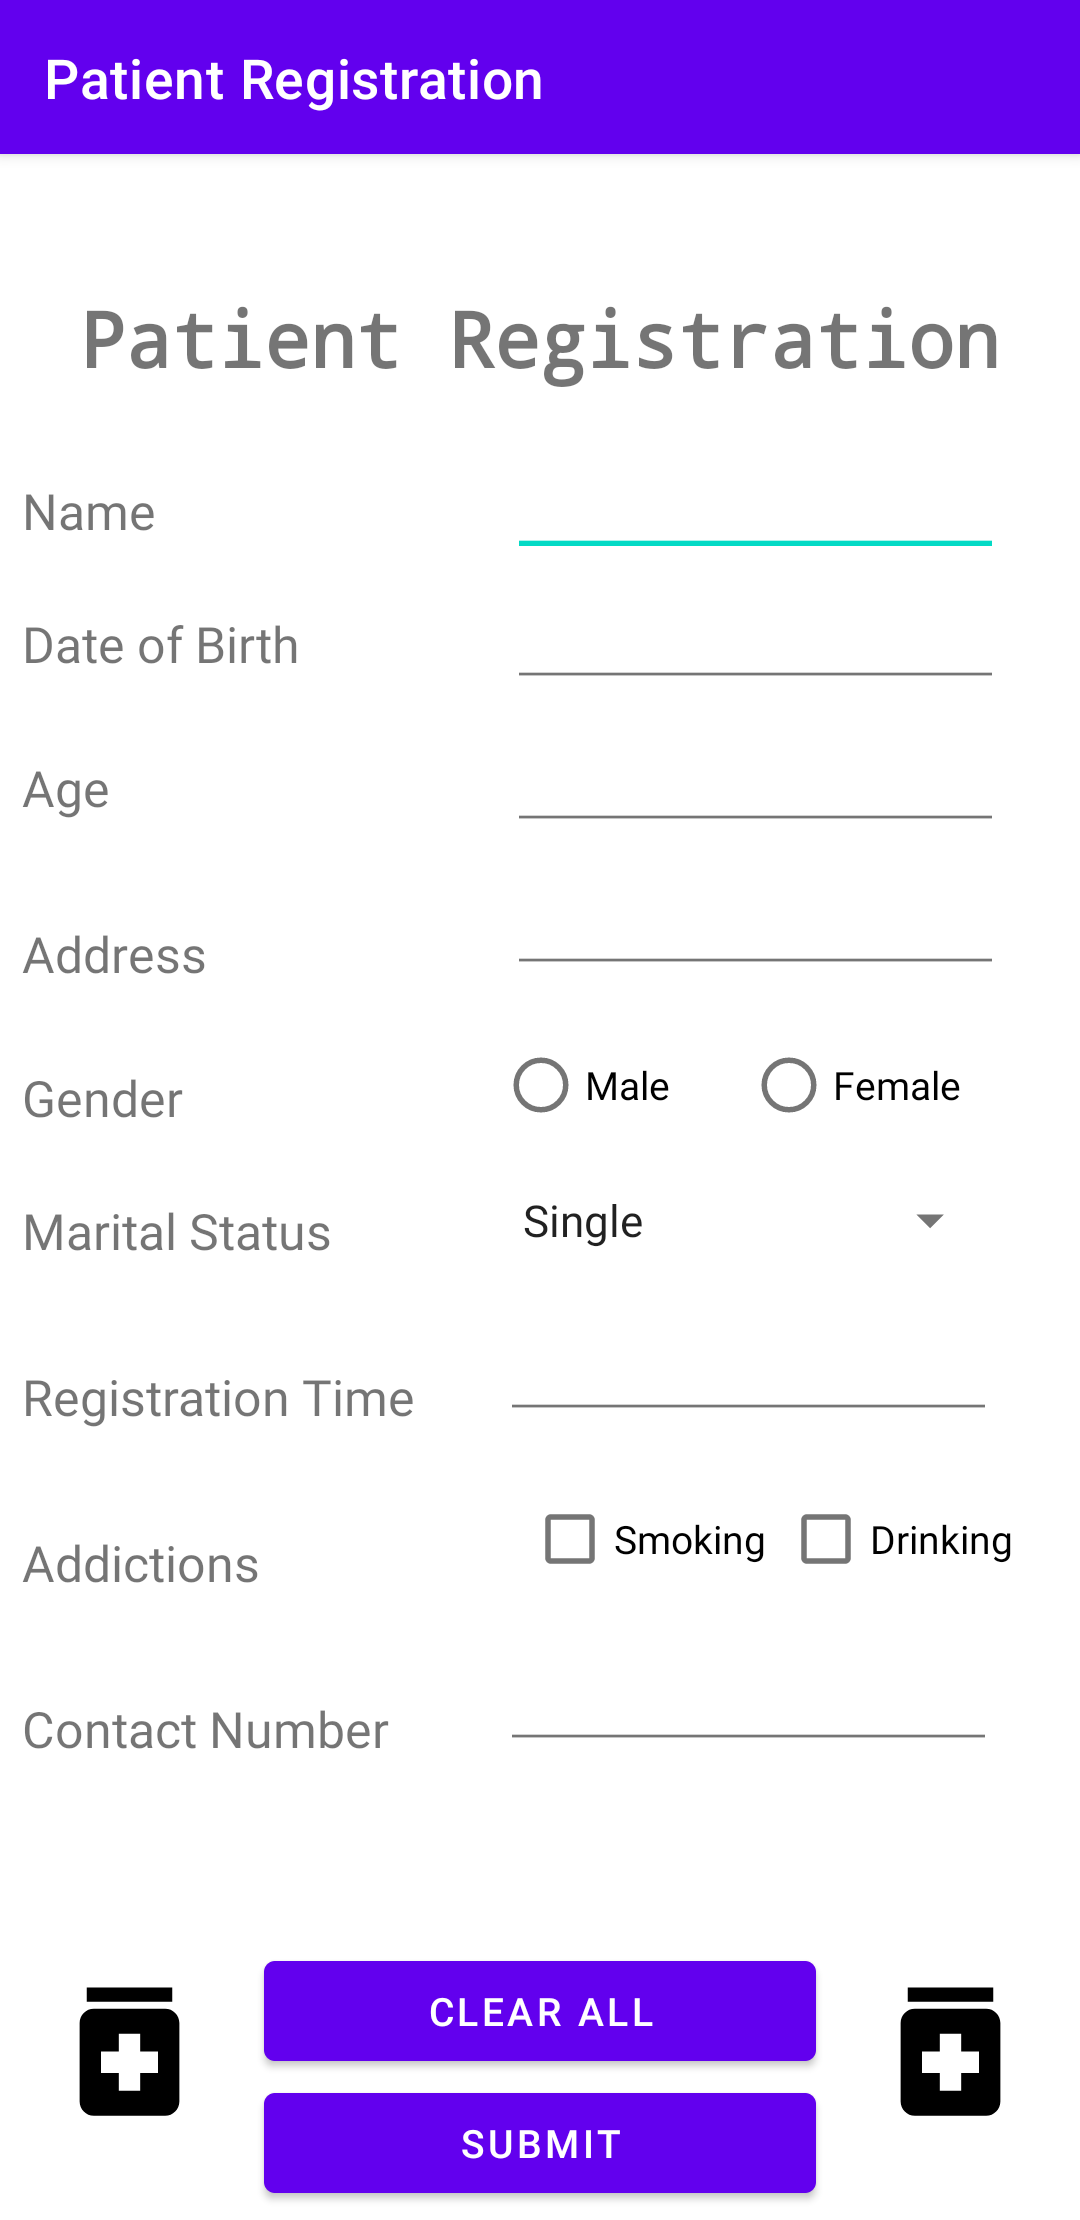 Patient Registration
Patient Registration
Name
Date of Birth
Age
Address
Gender Male Female
Marital Status Single
Registration Time
Addictions Smoking Drinking
Contact Number
CLEAR ALL
SUBMIT